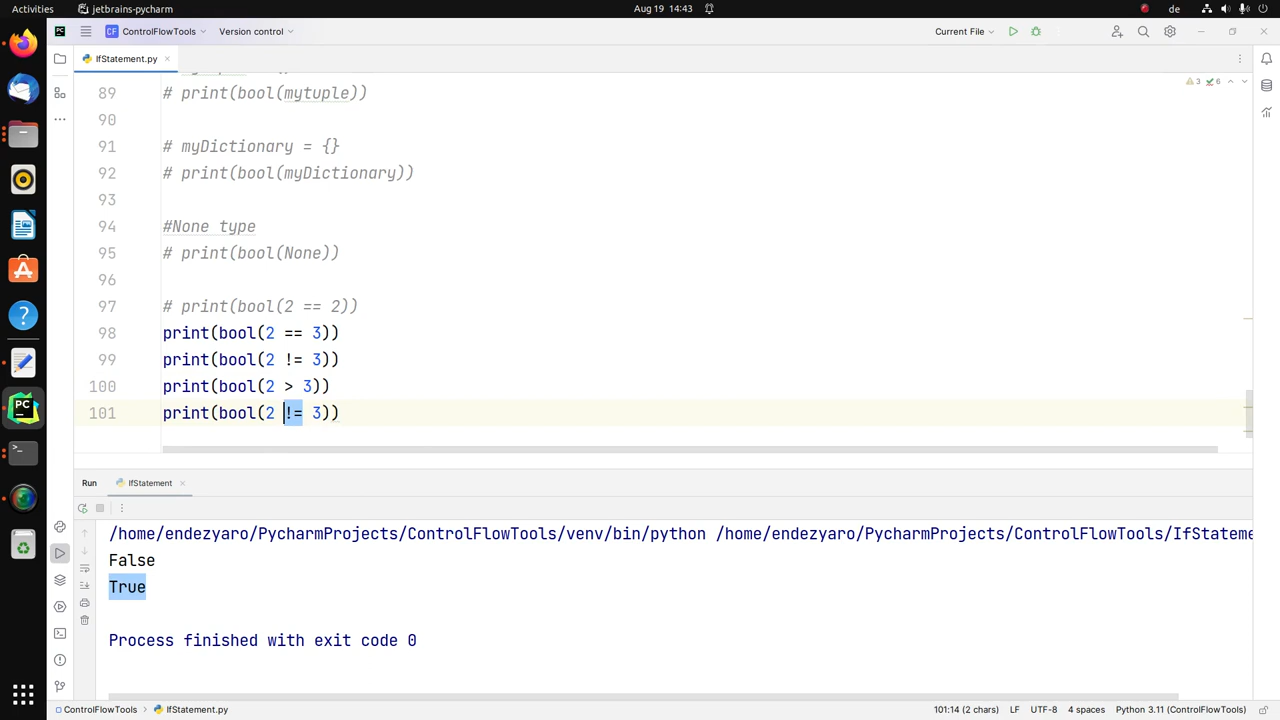 Activities
jetbrains-pycharm
Aug 19 14:43
de
CF
ControlFlowTools
Version control
Current File
IfStatement.py
3
6
89
# print(bool(mytuple))
90
91
# myDictionary = {}
92
# print(bool(myDictionary))
93
94
#None type
95
# print(bool(None))
96
97
# print(bool(2 == 2))
98
print(bool(2 == 3))
99
print(bool(2 != 3))
100
print(bool(2 > 3))
101
print(bool(2 != 3))
Run
IfStatement
/home/endezyaro/PycharmProjects/ControlFlowTools/venv/bin/python /home/endezyaro/PycharmProjects/ControlFlowTools/IfStateme
False
True
Process finished with exit code 0
ControlFlowTools
IfStatement.py
101:14 (2 chars)
LF
UTF-8
4 spaces
Python 3.11 (ControlFlowTools)